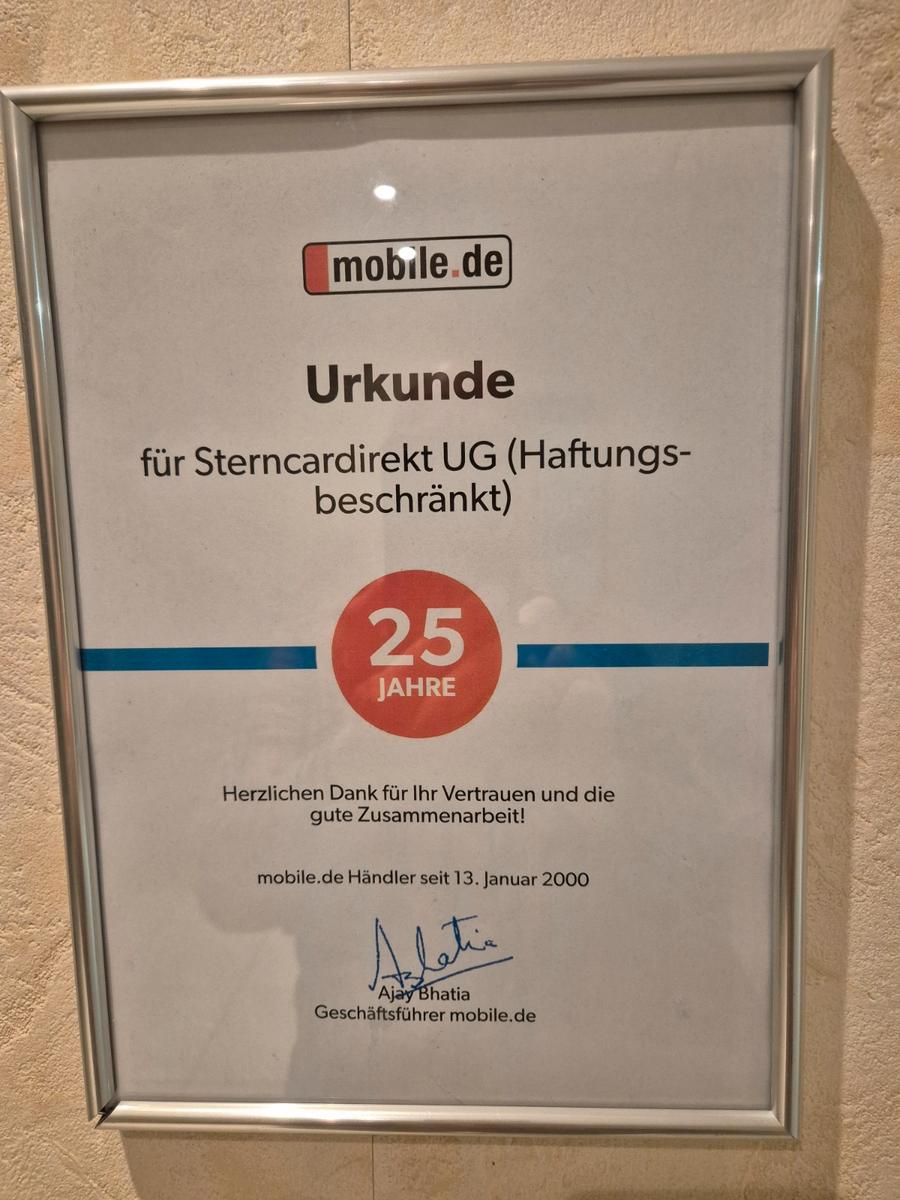 mobile.de
Urkunde
für Sterncardirekt UG (Haftungs-
beschränkt)
25
JAHRE
Herzlichen Dank für Ihr Vertrauen und die
gute Zusammenarbeit!
mobile.de Händler seit 13. Januar 2000
Ajay Bhatia
Geschäftsführer mobile.de